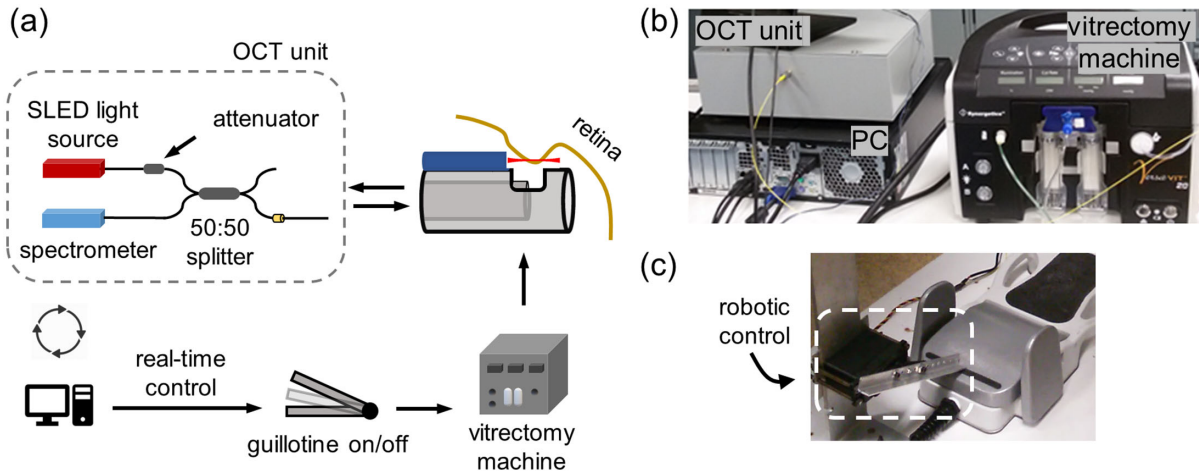 (a)
OCT unit
SLED light
source
attenuator
spectrometer
50:50
splitter
retina
real-time
control
guillotine on/off
vitrectomy
machine
(b)
OCT unit
PC
vitrectomy
machine
Synergetics
A
B
(c)
robotic
control